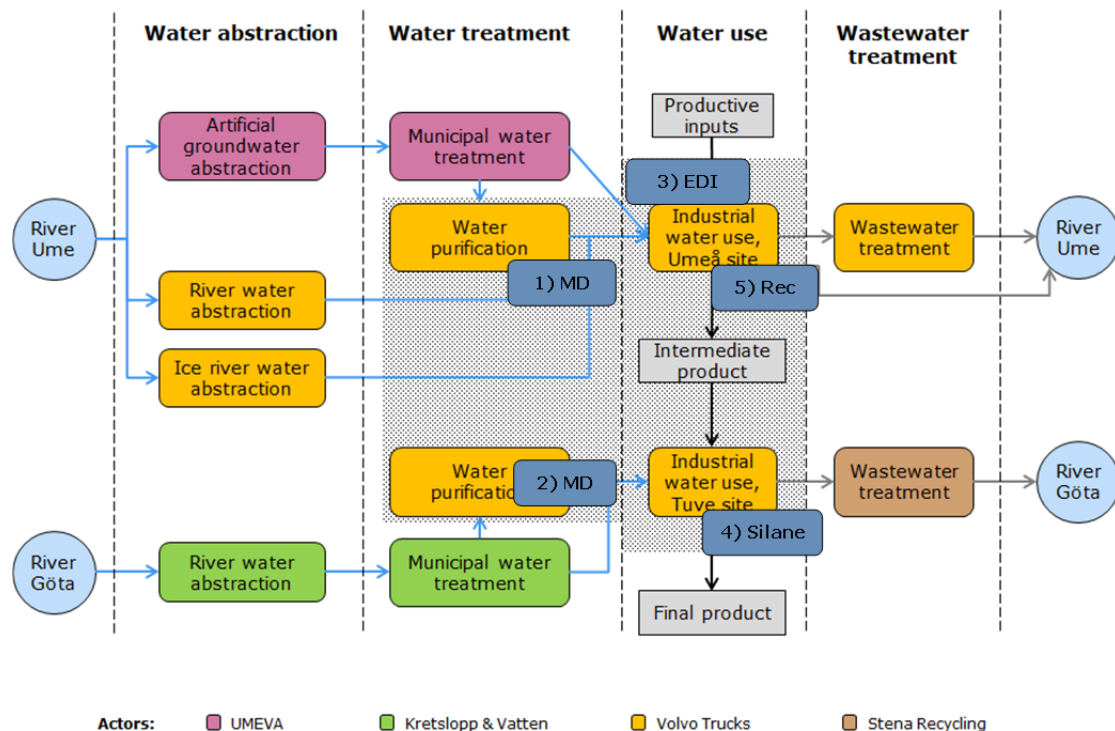 Water abstraction
Water treatment
Water use
Wastewater
treatment
Productive
inputs
Artificial
groundwater
abstraction
Municipal water
treatment
3) EDI
River
Ume
Water
purification
Industrial
water use,
Umeå site
Wastewater
treatment
River
Ume
1) MD
5) Rec
River water
abstraction
Ice river water
abstraction
Intermediate
product
Water
purification
2) MD
Industrial
water use,
Tuve site
Wastewater
treatment
River
Göta
4) Silane
River
Göta
River water
abstraction
Municipal water
treatment
Final product
Actors:
UMEVA
Kretslopp & Vatten
Volvo Trucks
Stena Recycling